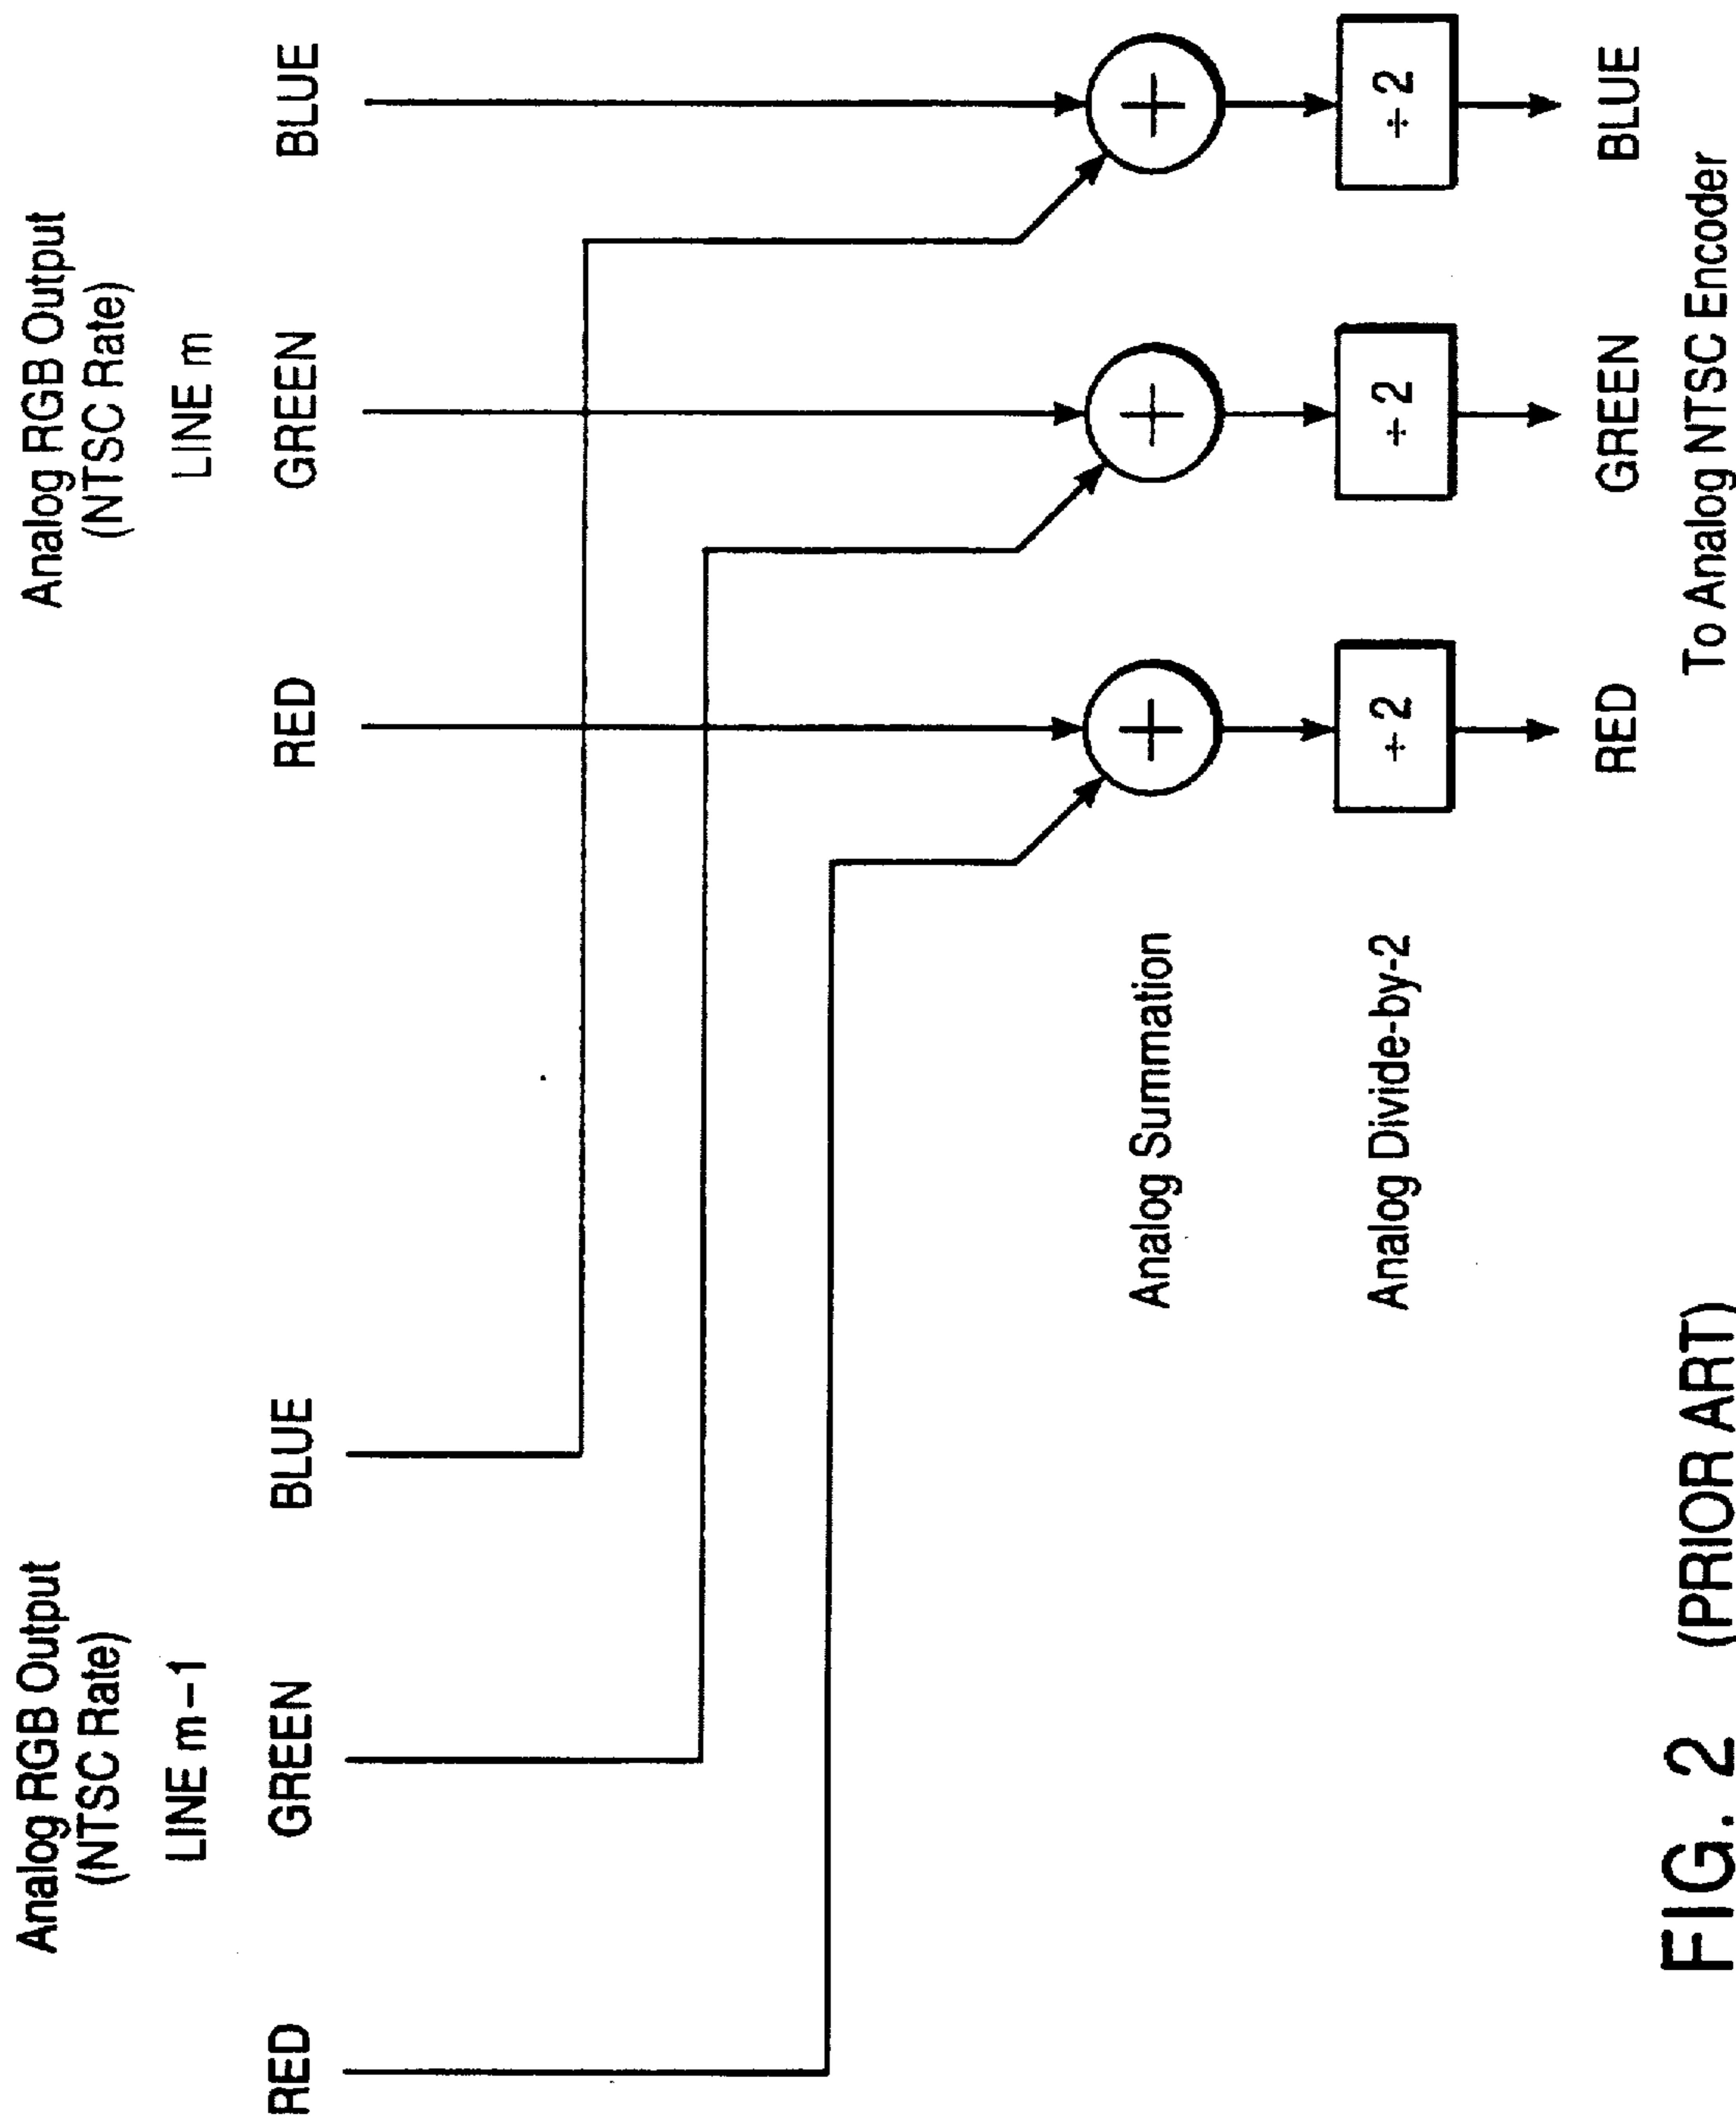 Analog RGB Output
(NTSC Rate)
LINE m−1
RED
GREEN
BLUE
Analog RGB Output
(NTSC Rate)
LINE m
RED
GREEN
BLUE
Analog Summation
+
+
+
Analog Divide-by-2
÷ 2
÷ 2
÷ 2
RED
GREEN
BLUE
To Analog NTSC Encoder
FIG. 2 (PRIOR ART)